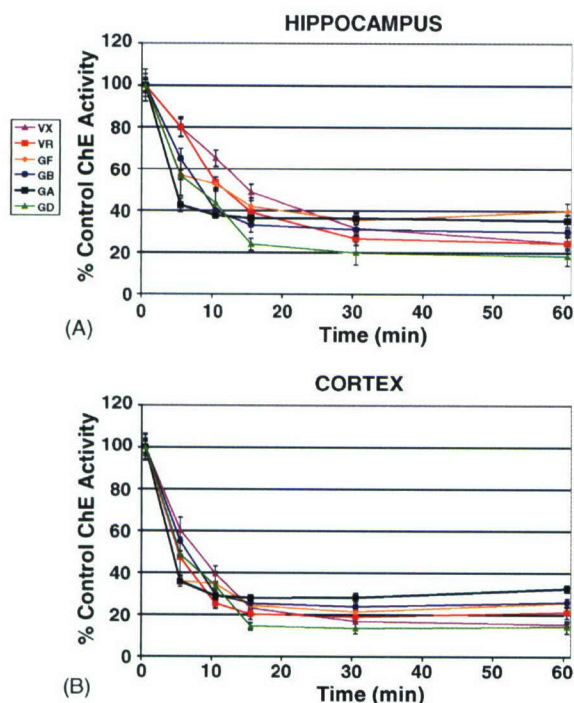 HIPPOCAMPUS
120
100
80
60
40
20
0
% Control ChE Activity
0 10 20 30 40 50 60
Time (min)
(A)
VX
VR
GF
GB
GA
GD
CORTEX
120
100
80
60
40
20
0
% Control ChE Activity
0 10 20 30 40 50 60
Time (min)
(B)